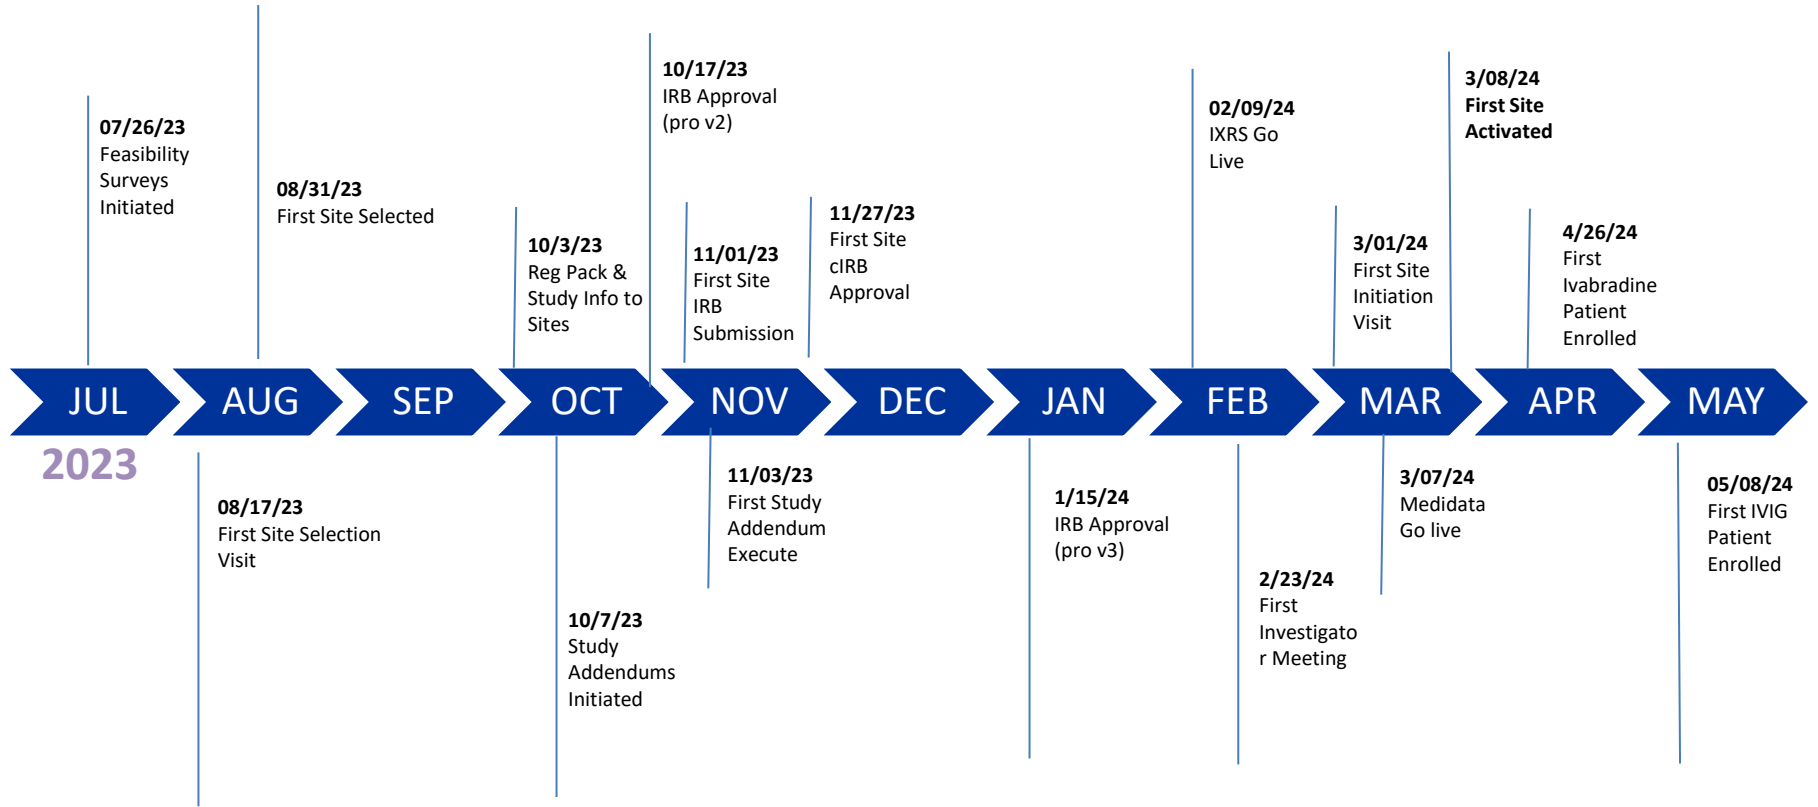 07/26/23
Feasibility
Surveys
Initiated
08/31/23
First Site Selected
10/3/23
Reg Pack &
Study Info to
Sites
10/17/23
IRB Approval
(pro v2)
11/01/23
First Site
IRB
Submission
11/27/23
First Site
cIRB
Approval
02/09/24
IXRS Go
Live
3/01/24
First Site
Initiation
Visit
3/08/24
First Site
Activated
4/26/24
First
Ivabradine
Patient
Enrolled
JUL AUG SEP OCT NOV DEC JAN FEB MAR APR MAY
2023
08/17/23
First Site Selection
Visit
10/7/23
Study
Addendums
Initiated
11/03/23
First Study
Addendum
Execute
1/15/24
IRB Approval
(pro v3)
2/23/24
First
Investigato
r Meeting
3/07/24
Medidata
Go live
05/08/24
First IVIG
Patient
Enrolled